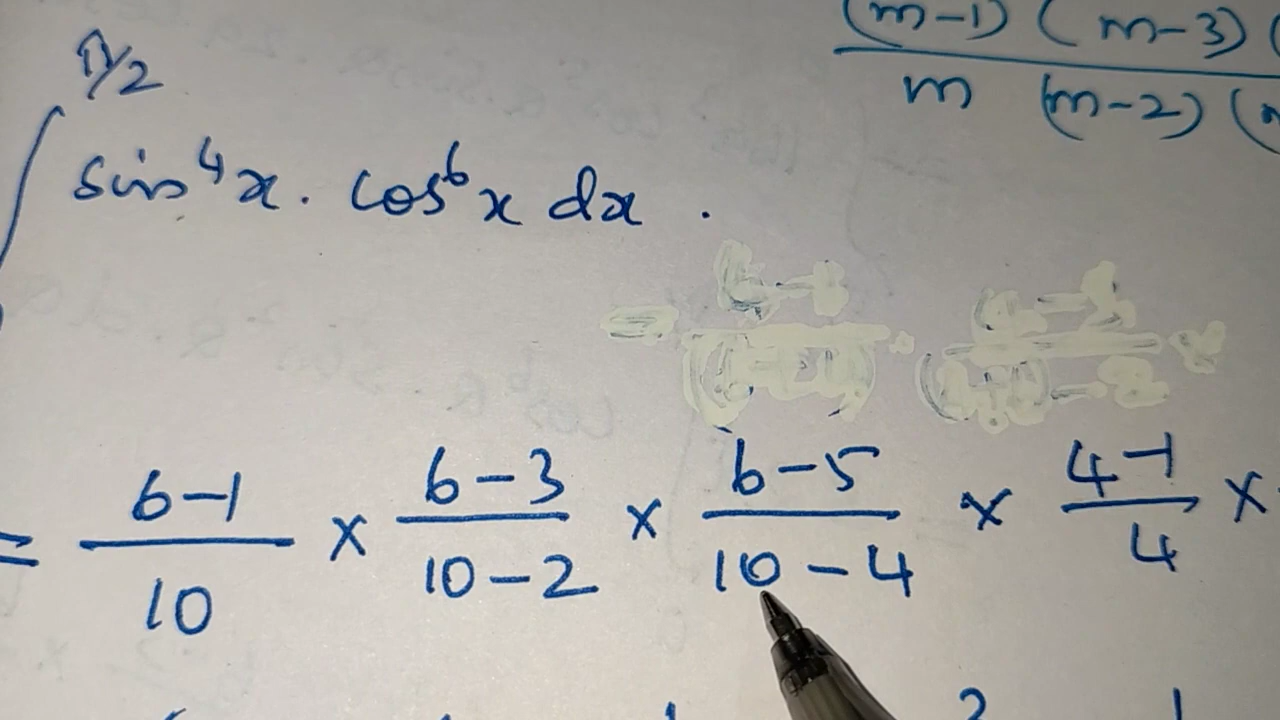 (m-1) (m-3) (
m (m-2) (
π/2
∫ sin⁴x . cos⁶x dx .
= 6-1 × 6-3 × 6-5 × 4-1 ×
10 10-2 10-4 4